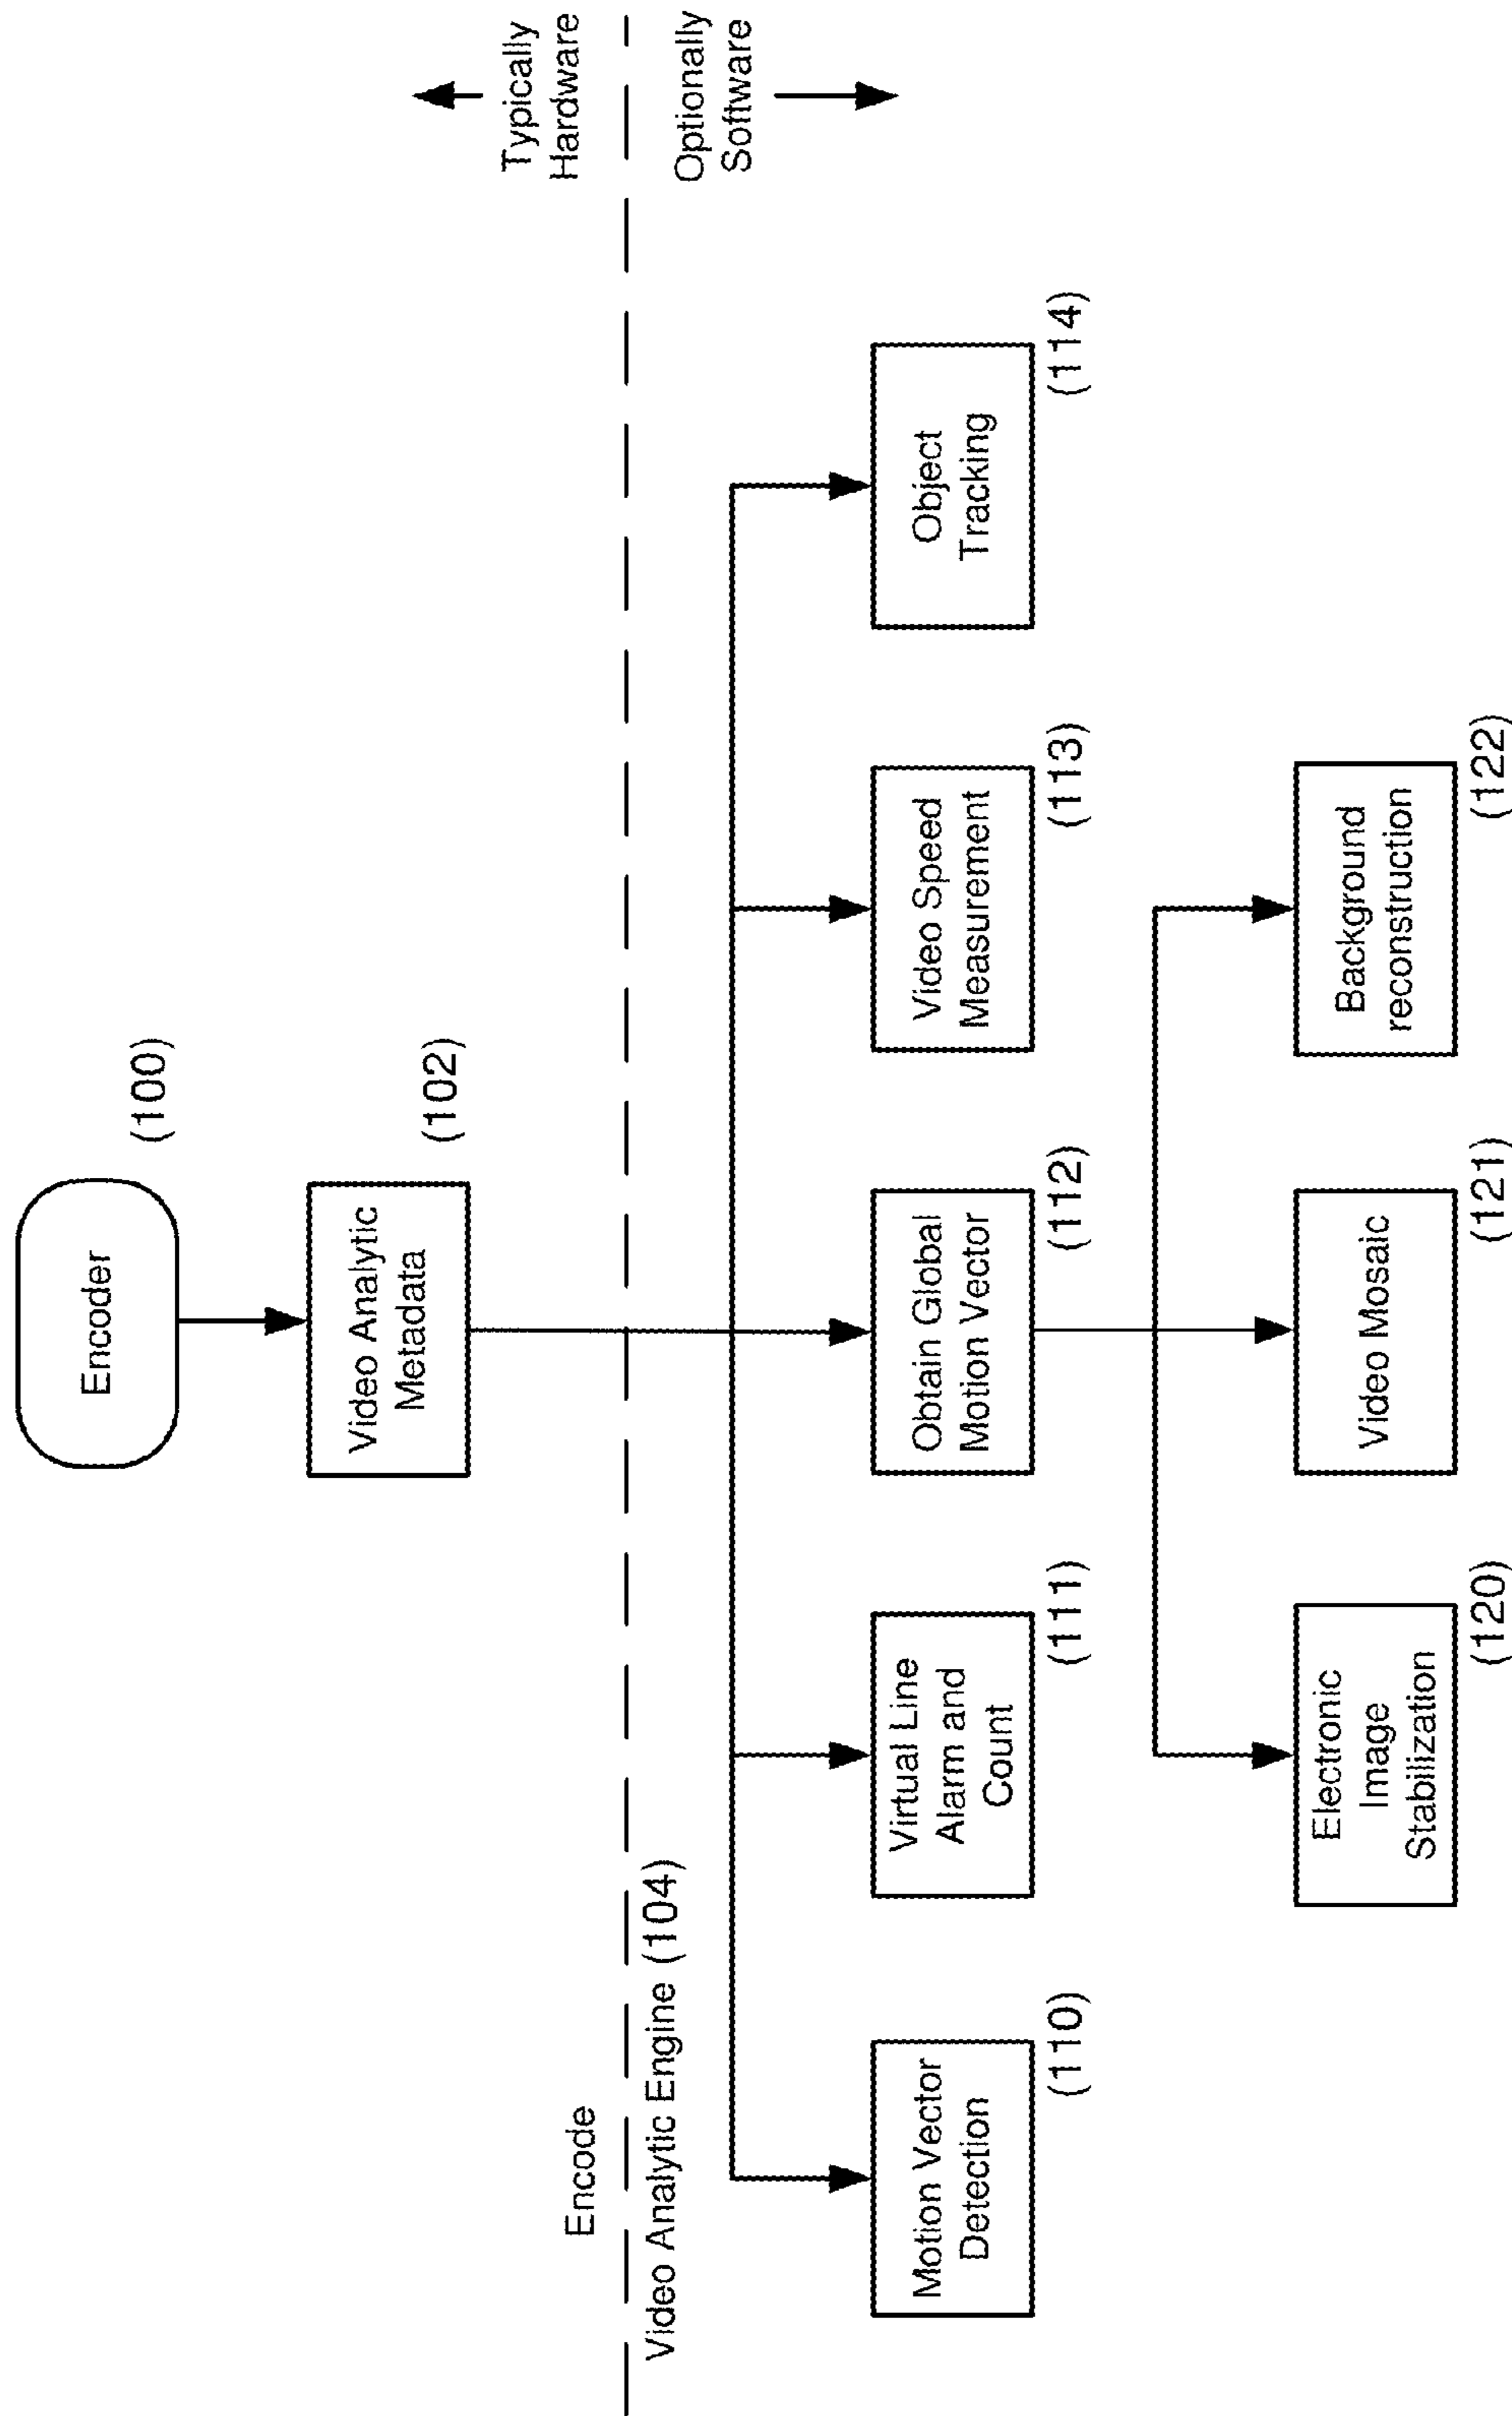 Encoder
(100)
Video Analytic
Metadata
(102)
Typically
Hardware
Encode
Video Analytic Engine (104)
Optionally
Software
Motion Vector
Detection
(110)
Virtual Line
Alarm and
Count
(111)
Obtain Global
Motion Vector
(112)
Video Speed
Measurement
(113)
Object
Tracking
(114)
Electronic
Image
Stabilization
(120)
Video Mosaic
(121)
Background
reconstruction
(122)